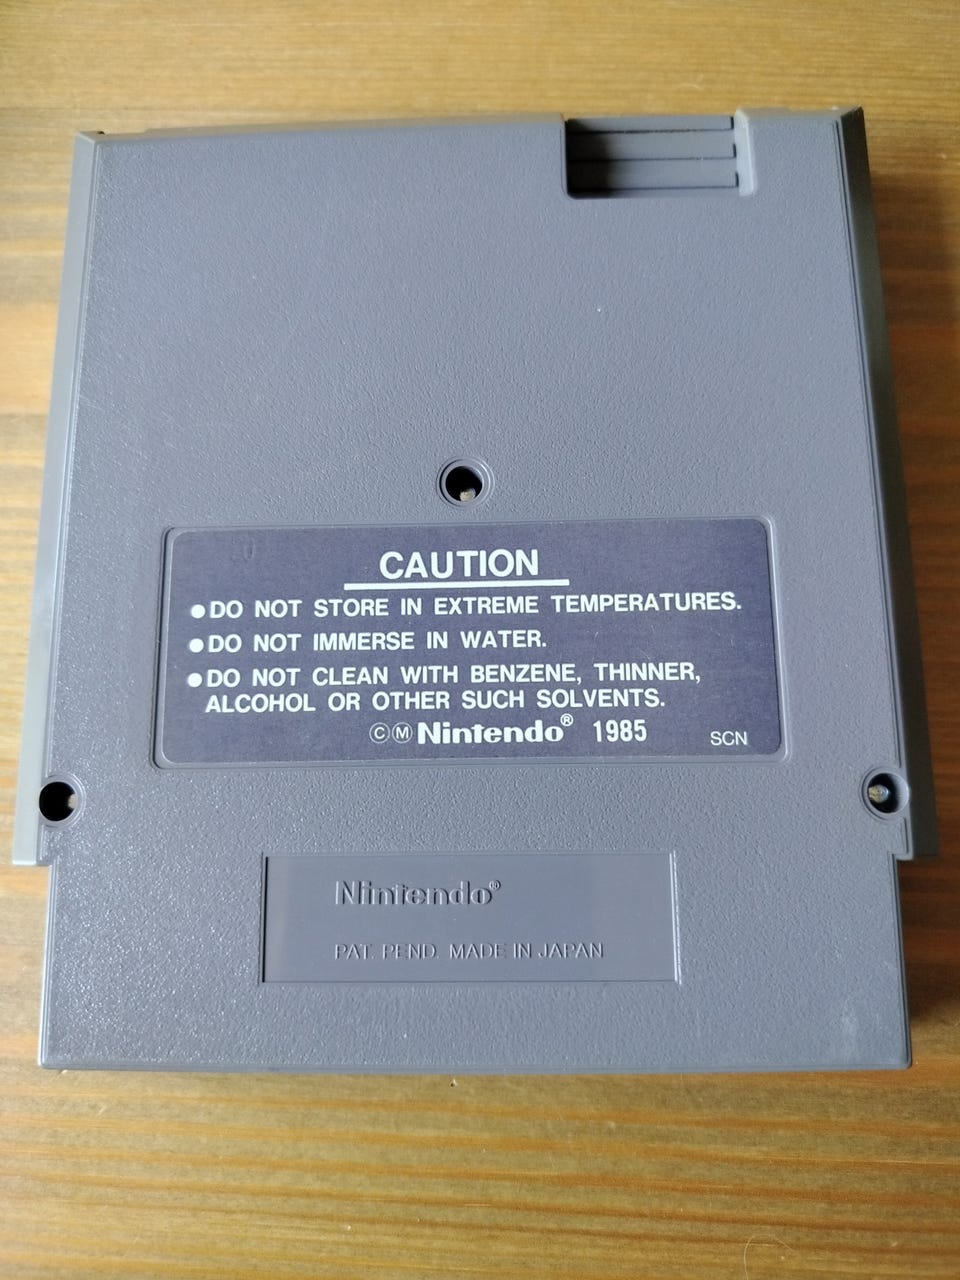 CAUTION
●DO NOT STORE IN EXTREME TEMPERATURES.
●DO NOT IMMERSE IN WATER.
●DO NOT CLEAN WITH BENZENE, THINNER,
ALCOHOL OR OTHER SUCH SOLVENTS.
ⒸⓂNintendo® 1985 SCN
Nintendo®
PAT. PEND. MADE IN JAPAN